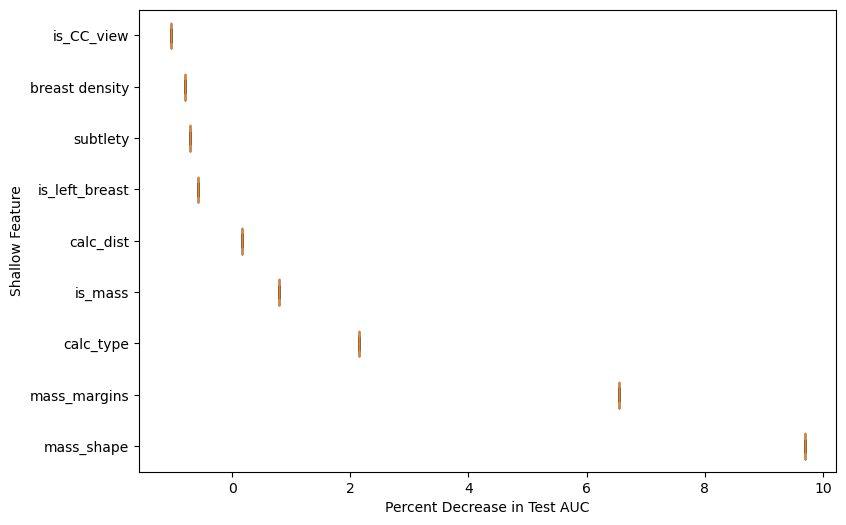 is_CC_view
breast density
subtlety
is_left_breast
calc_dist
is_mass
calc_type
mass_margins
mass_shape
Shallow Feature
0 2 4 6 8 10
Percent Decrease in Test AUC